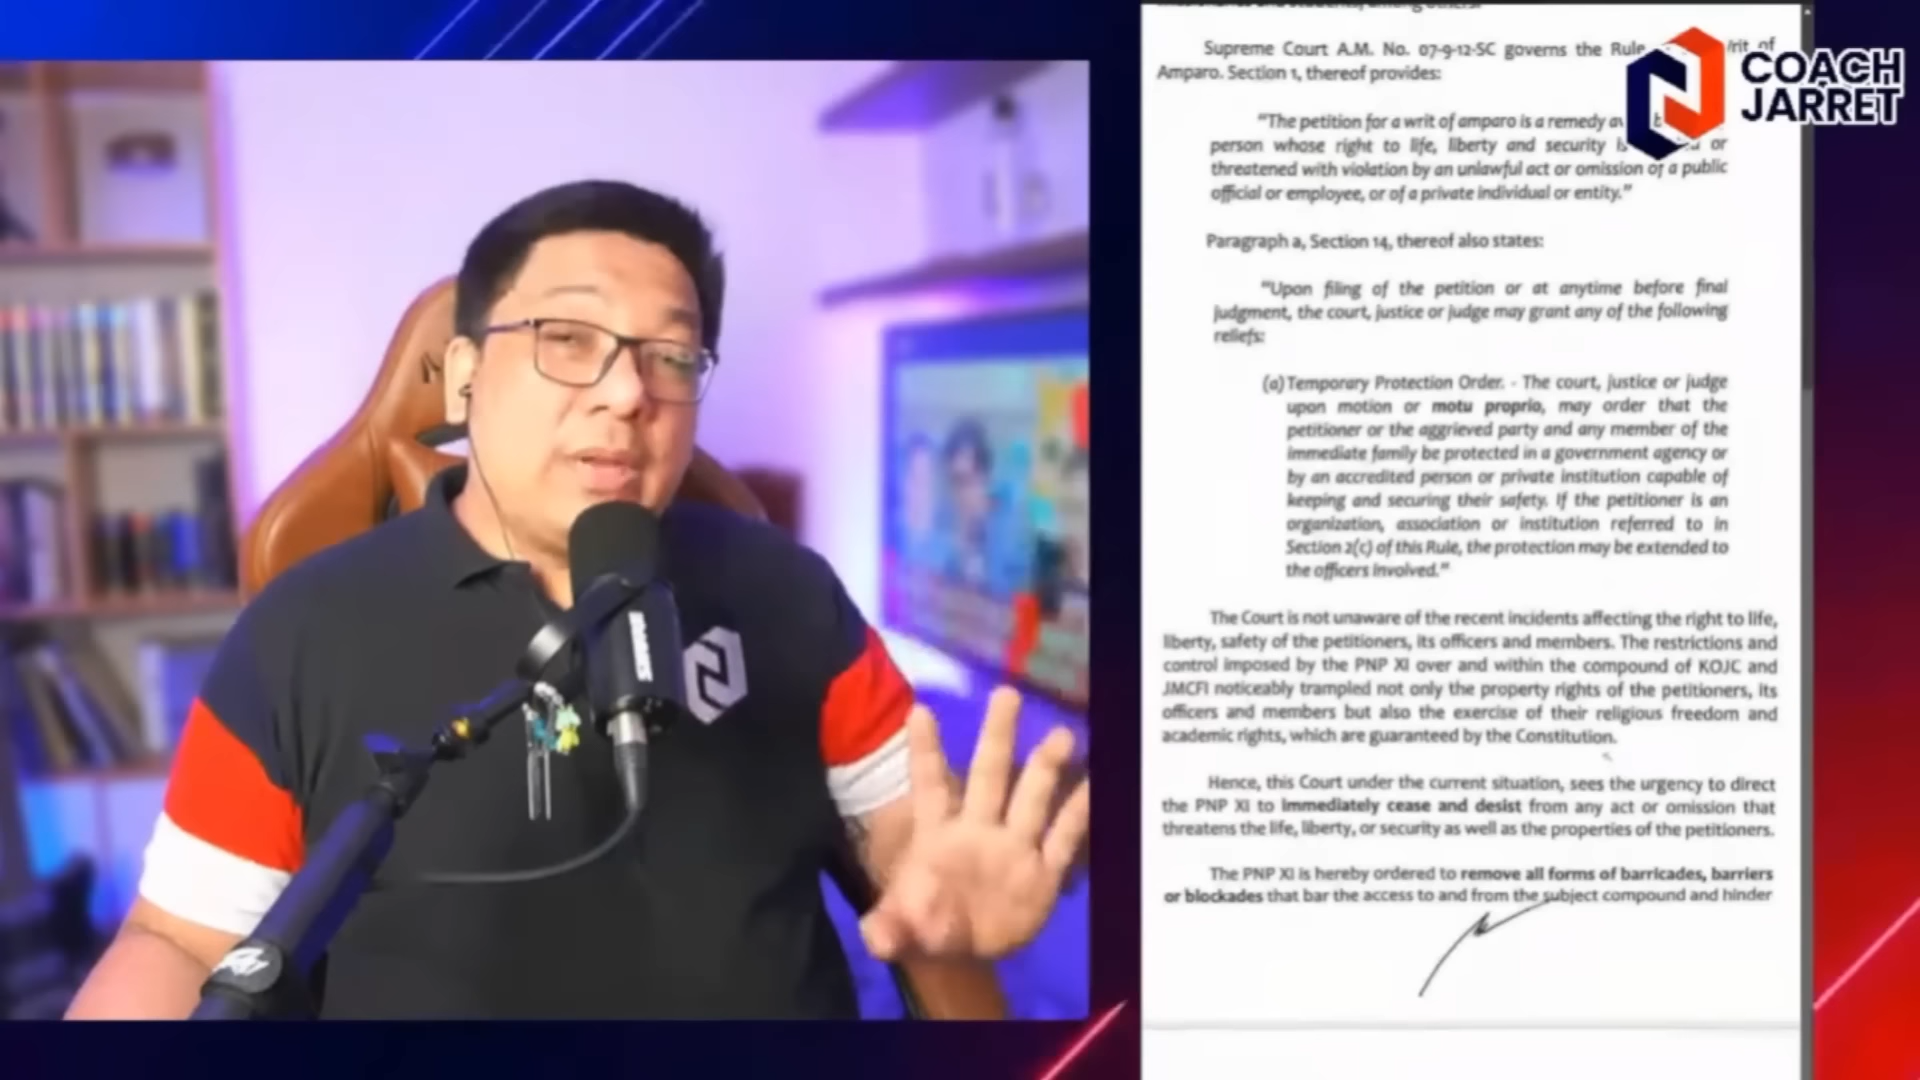 Supreme Court A.M. No. 07-9-12-SC governs the Rule Writ of
Amparo. Section 1, thereof provides:
"The petition for a writ of amparo is a remedy
person whose right to life, liberty and security is or
threatened with violation by an unlawful act or omission of a public
official or employee, or of a private individual or entity."
Paragraph a, Section 14, thereof also states:
"Upon filing of the petition or at anytime before final
judgment, the court, justice or judge may grant any of the following
reliefs:
(a) Temporary Protection Order. - The court, justice or judge
upon motion or motu proprio, may order that the
petitioner or the aggrieved party and any member of the
immediate family be protected in a government agency or
by an accredited person or private institution capable of
keeping and securing their safety. If the petitioner is an
organization, association or institution referred to in
Section 2(c) of this Rule, the protection may be extended to
the officers involved."
The Court is not unaware of the recent incidents affecting the right to life,
liberty, safety of the petitioners, its officers and members. The restrictions and
control imposed by the PNP XI over and within the compound of KOJC and
JMCFI noticeably trampled not only the property rights of the petitioners, its
officers and members but also the exercise of their religious freedom and
academic rights, which are guaranteed by the Constitution.
Hence, this Court under the current situation, sees the urgency to direct
the PNP XI to immediately cease and desist from any act or omission that
threatens the life, liberty, or security as well as the properties of the petitioners.
The PNP XI is hereby ordered to remove all forms of barricades, barriers
or blockades that bar the access to and from the subject compound and hinder
COACH
JARRET